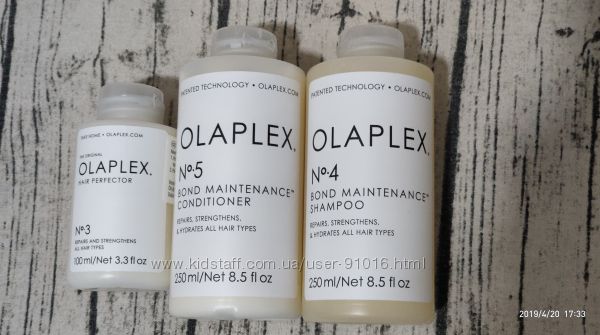 TAKE HOME • OLAPLEX.COM
THE ORIGINAL
OLAPLEX.
HAIR PERFECTOR
Nº3
REPAIRS AND STRENGTHENS
ALL HAIR TYPES
100 ml/Net 3.3 fl oz
PATENTED TECHNOLOGY • OLAPLEX.COM
OLAPLEX.
Nº.5
BOND MAINTENANCE™
CONDITIONER
REPAIRS, STRENGTHENS,
& HYDRATES ALL HAIR TYPES
250 ml/Net 8.5 fl oz
PATENTED TECHNOLOGY • OLAPLEX.COM
OLAPLEX.
Nº.4
BOND MAINTENANCE™
SHAMPOO
REPAIRS, STRENGTHENS,
& HYDRATES ALL HAIR TYPES
250 ml/Net 8.5 fl oz
www.kidstaff.com.ua/user-91016.html
2019/4/20 17:33